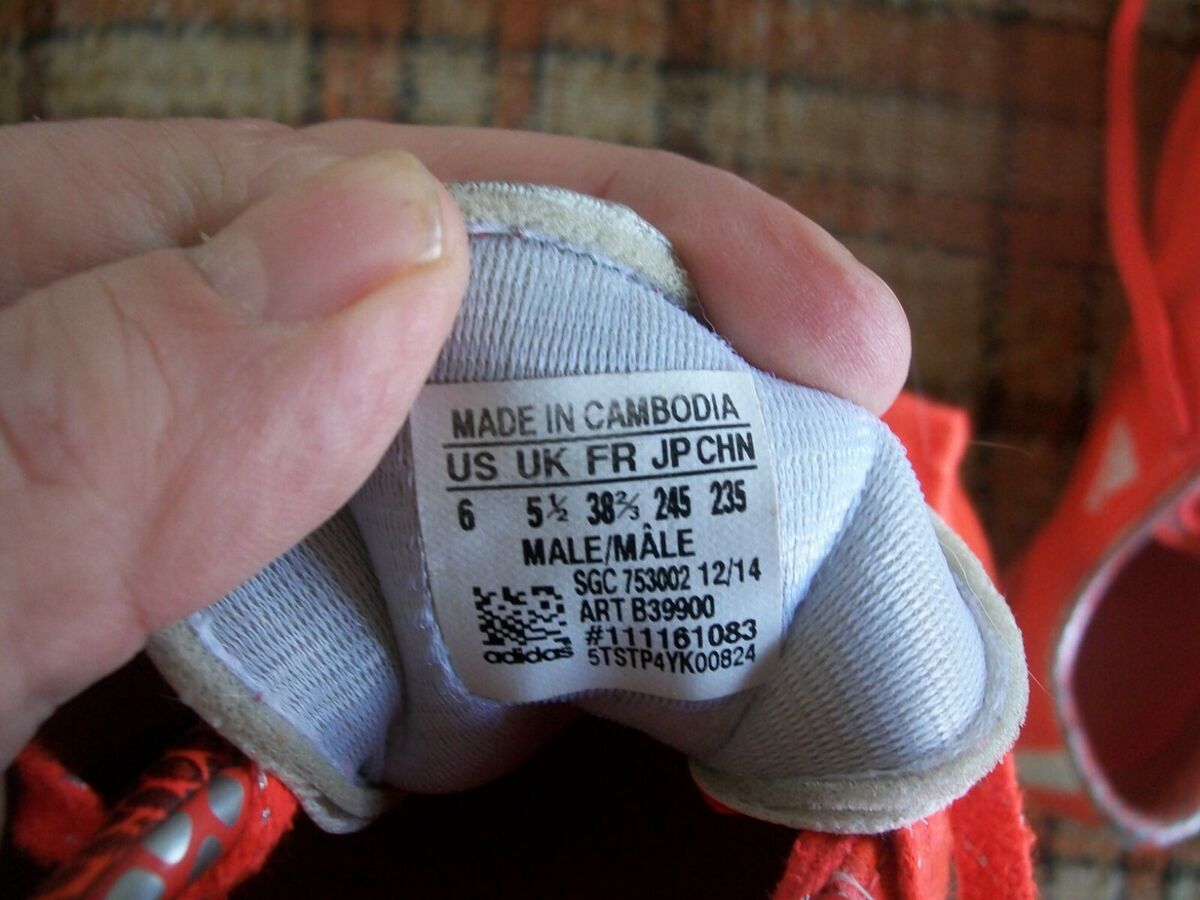 MADE IN CAMBODIA
US UK FR JP CHN
6 5½ 38⅔ 245 235
MALE/MÂLE
SGC 753002 12/14
ART B39900
#111161083
adidas 5TSTP4YK00824